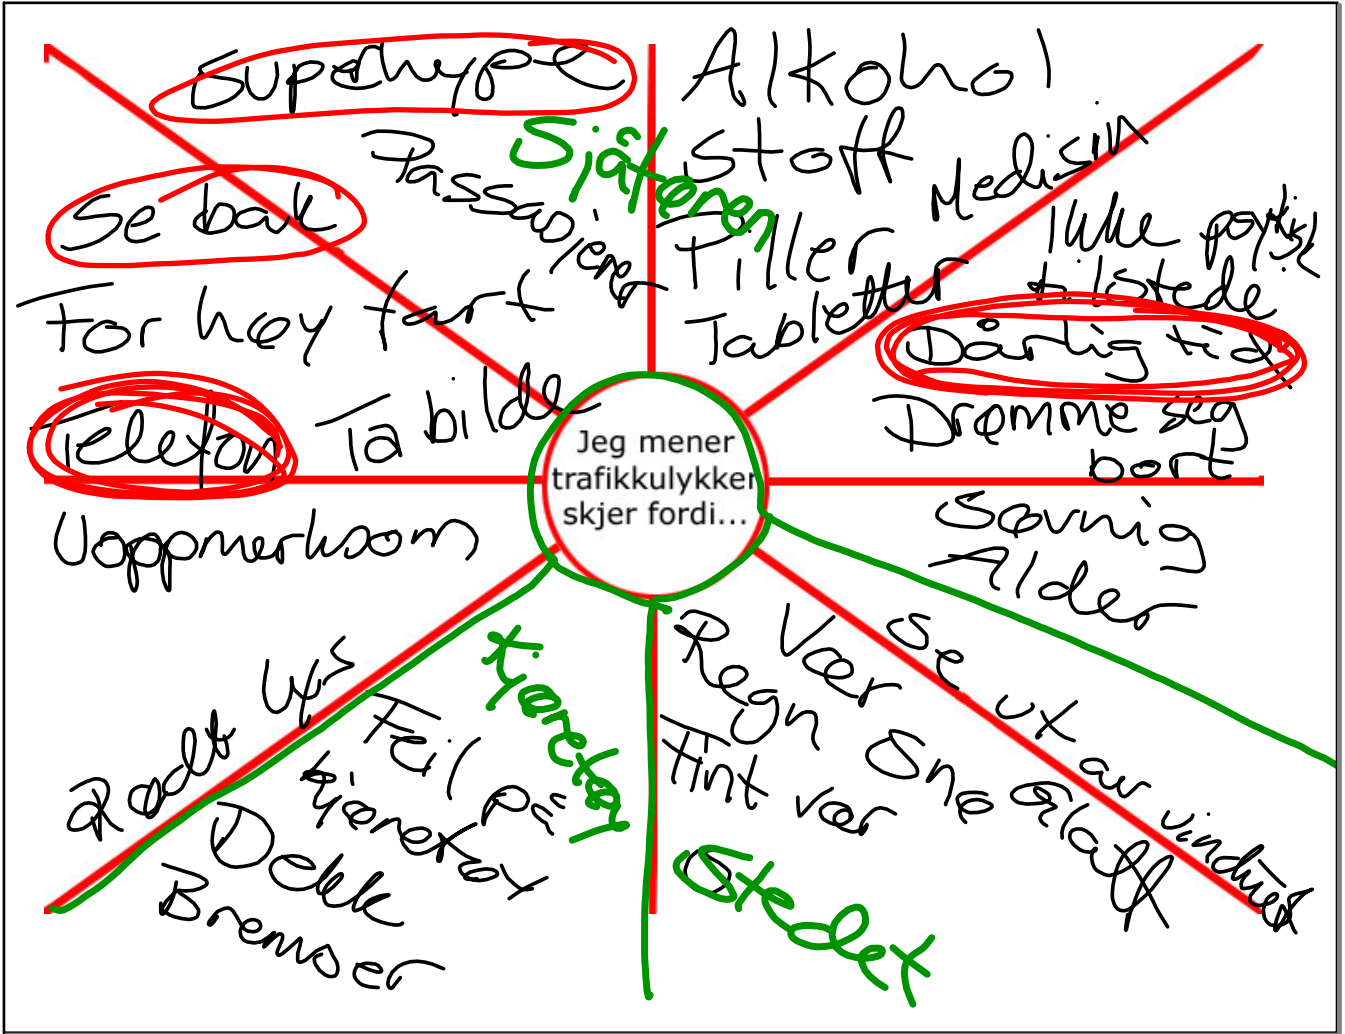 Superhype
Passasjerer
Se bak
For høy fart
Telefon
Ta bilde
Sjåføren
Alkohol
Stoff
Medisin
Piller
Tabletter
Ikke psykisk
tilstede
Dårlig tid
Drømme seg
bort
Jeg mener
trafikkulykker
skjer fordi...
Uoppmerksom
Søvnig
Alder
Rødt lys
Kjøretøy
Feil på
kjøretøy
Dekk
Bremser
Se ut av vinduet
Vær
Regn Snø Glatt
Fint vær
Stedet